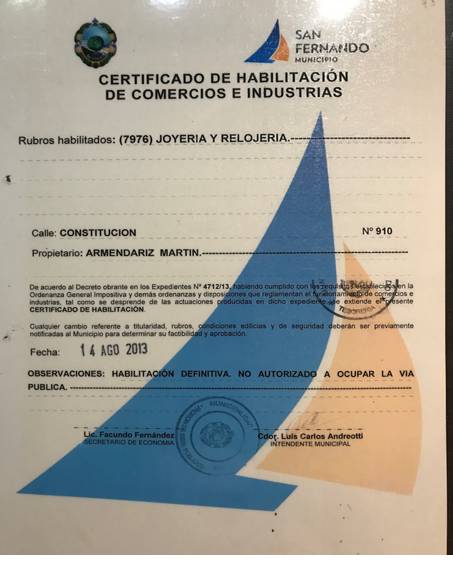 SAN
FERNANDO
MUNICIPIO
CERTIFICADO DE HABILITACIÓN
DE COMERCIOS E INDUSTRIAS
Rubros habilitados: (7976) JOYERIA Y RELOJERIA.
Calle: CONSTITUCION Nº 910
Propietario: ARMENDARIZ MARTIN.
De acuerdo al Decreto obrante en los Expedientes Nº 4712/13, habiendo cumplido con los requisitos establecidos en la
Ordenanza General Impositiva y demás ordenanzas y disposiciones que reglamentan el funcionamiento de comercios e
industrias, tal como se desprende de las actuaciones producidas en dicho expediente se extiende el presente
CERTIFICADO DE HABILITACIÓN.
TESORERIA
Cualquier cambio referente a titularidad, rubros, condiciones edilicias y de seguridad deberán ser previamente
notificadas al Municipio para determinar su factibilidad y aprobación.
Fecha: 14 AGO 2013
OBSERVACIONES: HABILITACIÓN DEFINITIVA. NO AUTORIZADO A OCUPAR LA VIA
PUBLICA.
MUNICIPALIDAD
Lic. Facundo Fernández Cdor. Luis Carlos Andreotti
SECRETARIO DE ECONOMIA INTENDENTE MUNICIPAL